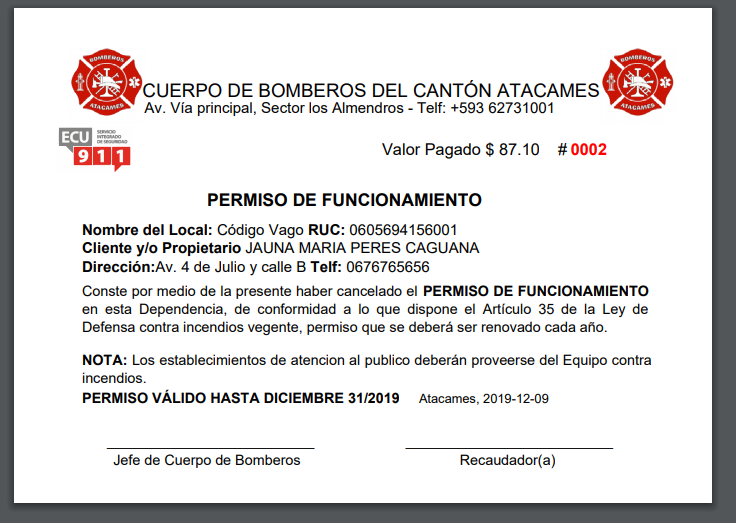 BOMBEROS
ATACAMES
BOMBEROS
ATACAMES
CUERPO DE BOMBEROS DEL CANTÓN ATACAMES
Av. Vía principal, Sector los Almendros - Telf: +593 62731001
ECU
911
SERVICIO
INTEGRADO
DE SEGURIDAD
Valor Pagado $ 87.10 # 0002
PERMISO DE FUNCIONAMIENTO
Nombre del Local: Código Vago RUC: 0605694156001
Cliente y/o Propietario JAUNA MARIA PERES CAGUANA
Dirección:Av. 4 de Julio y calle B Telf: 0676765656
Conste por medio de la presente haber cancelado el PERMISO DE FUNCIONAMIENTO
en esta Dependencia, de conformidad a lo que dispone el Artículo 35 de la Ley de
Defensa contra incendios vegente, permiso que se deberá ser renovado cada año.
NOTA: Los establecimientos de atencion al publico deberán proveerse del Equipo contra
incendios.
PERMISO VÁLIDO HASTA DICIEMBRE 31/2019 Atacames, 2019-12-09
Jefe de Cuerpo de Bomberos
Recaudador(a)